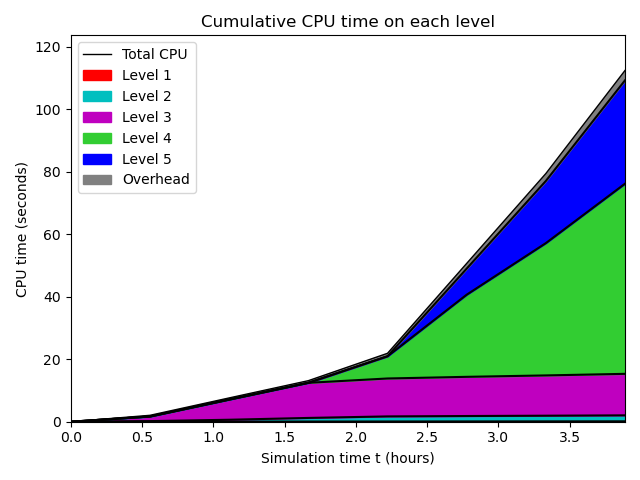 Cumulative CPU time on each level
Total CPU
Level 1
Level 2
Level 3
Level 4
Level 5
Overhead
CPU time (seconds)
120
100
80
60
40
20
0
0.0 0.5 1.0 1.5 2.0 2.5 3.0 3.5
Simulation time t (hours)